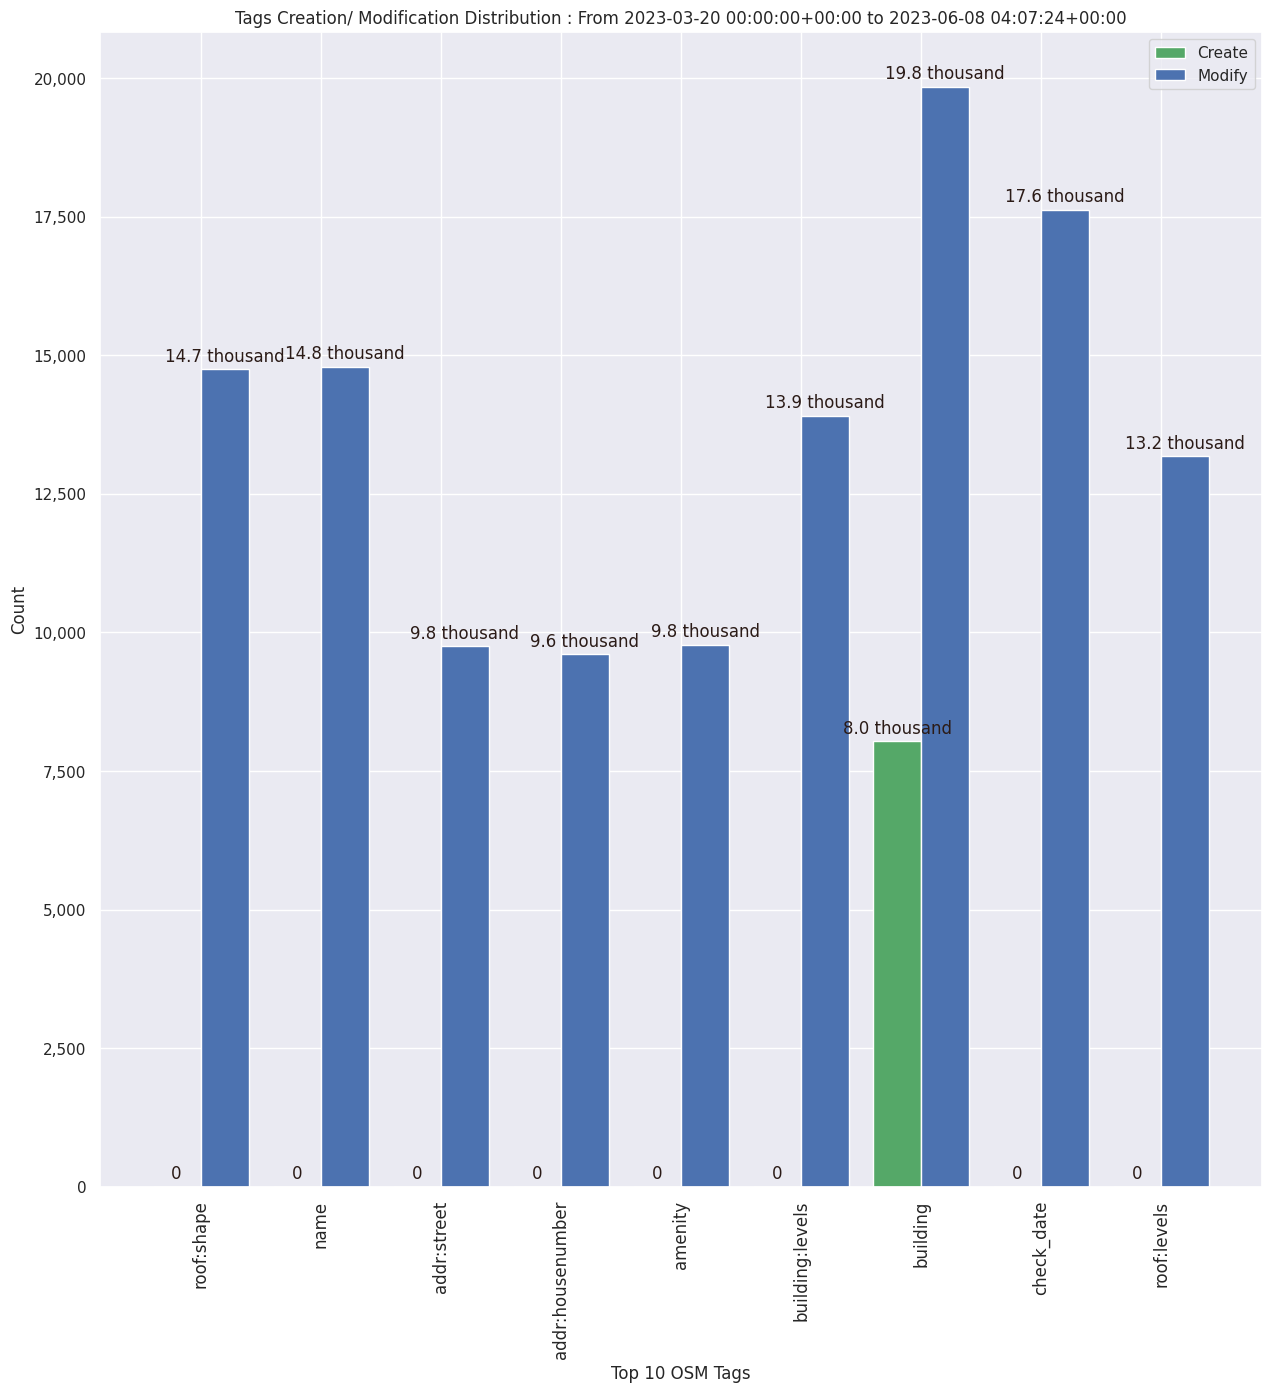 Tags Creation/ Modification Distribution : From 2023-03-20 00:00:00+00:00 to 2023-06-08 04:07:24+00:00
Create
Modify
20,000
17,500
15,000
12,500
10,000
7,500
5,000
2,500
0
Count
14.7 thousand
14.8 thousand
9.8 thousand
9.6 thousand
9.8 thousand
13.9 thousand
8.0 thousand
19.8 thousand
17.6 thousand
13.2 thousand
0
0
0
0
0
0
0
0
roof:shape
name
addr:street
addr:housenumber
amenity
building:levels
building
check_date
roof:levels
Top 10 OSM Tags